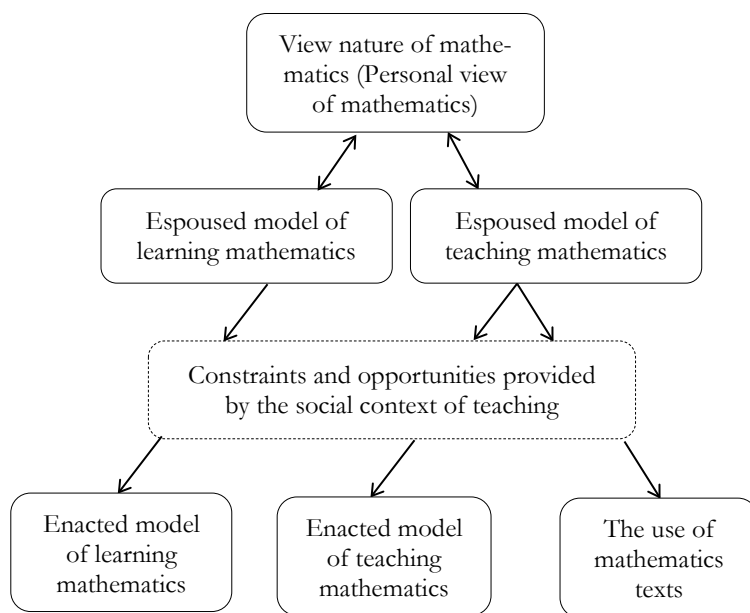 View nature of mathe-
matics (Personal view
of mathematics)
Espoused model of
learning mathematics
Espoused model of
teaching mathematics
Constraints and opportunities provided
by the social context of teaching
Enacted model
of learning
mathematics
Enacted model
of teaching
mathematics
The use of
mathematics
texts